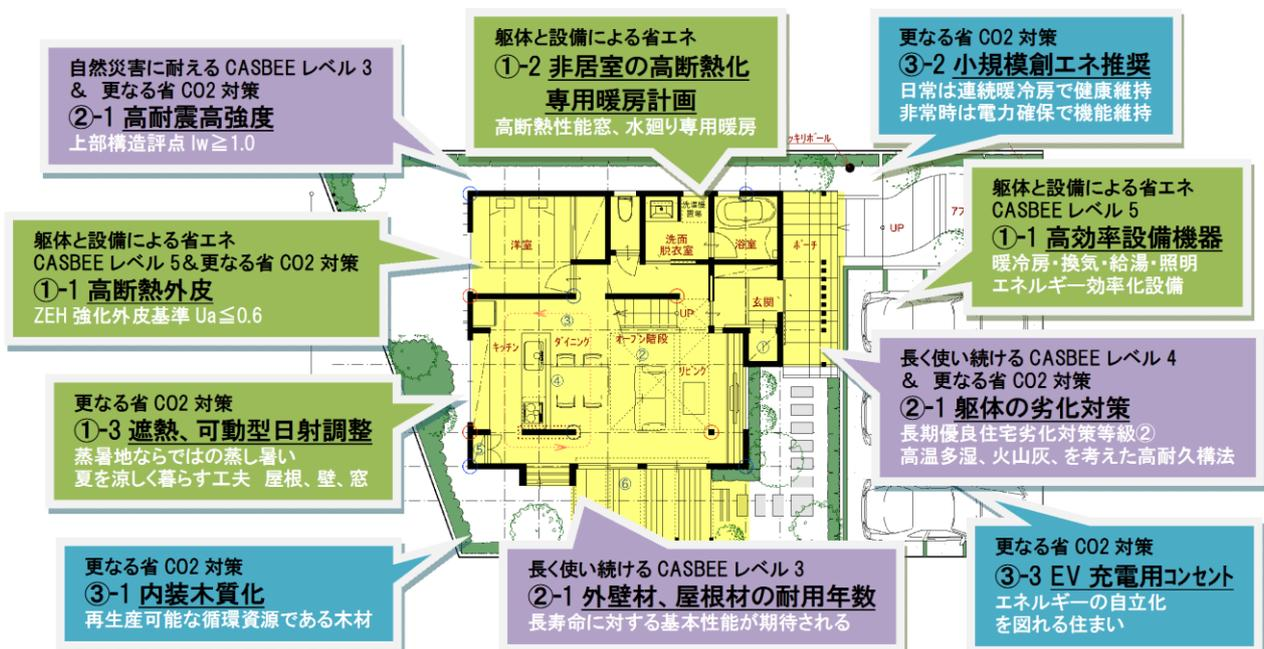 自然災害に耐える CASBEE レベル 3
& 更なる省 CO2 対策
②-1 高耐震高強度
上部構造評点 Iw≧1.0
躯体と設備による省エネ
①-2 非居室の高断熱化
専用暖房計画
高断熱性能窓、水廻り専用暖房
更なる省 CO2 対策
③-2 小規模創エネ推奨
日常は連続暖冷房で健康維持
非常時は電力確保で機能維持
躯体と設備による省エネ
CASBEE レベル 5&更なる省 CO2 対策
①-1 高断熱外皮
ZEH 強化外皮基準 Ua≦0.6
躯体と設備による省エネ
CASBEE レベル 5
①-1 高効率設備機器
暖冷房・換気・給湯・照明
エネルギー効率化設備
更なる省 CO2 対策
①-3 遮熱、可動型日射調整
蒸暑地ならではの蒸し暑い
夏を涼しく暮らす工夫 屋根、壁、窓
長く使い続ける CASBEE レベル 4
& 更なる省 CO2 対策
②-1 躯体の劣化対策
長期優良住宅劣化対策等級②
高温多湿、火山灰、を考えた高耐久構法
更なる省 CO2 対策
③-1 内装木質化
再生産可能な循環資源である木材
長く使い続ける CASBEE レベル 3
②-1 外壁材、屋根材の耐用年数
長寿命に対する基本性能が期待される
更なる省 CO2 対策
③-3 EV 充電用コンセント
エネルギーの自立化
を図れる住まい
ッキリポール
洋室
洗濯機
置場
洗面
脱衣室
浴室
ポーチ
UP
アプ
玄関
UP
①
③
キッチン
ダイニング
オープン階段
②
リビング
④
5
⑥